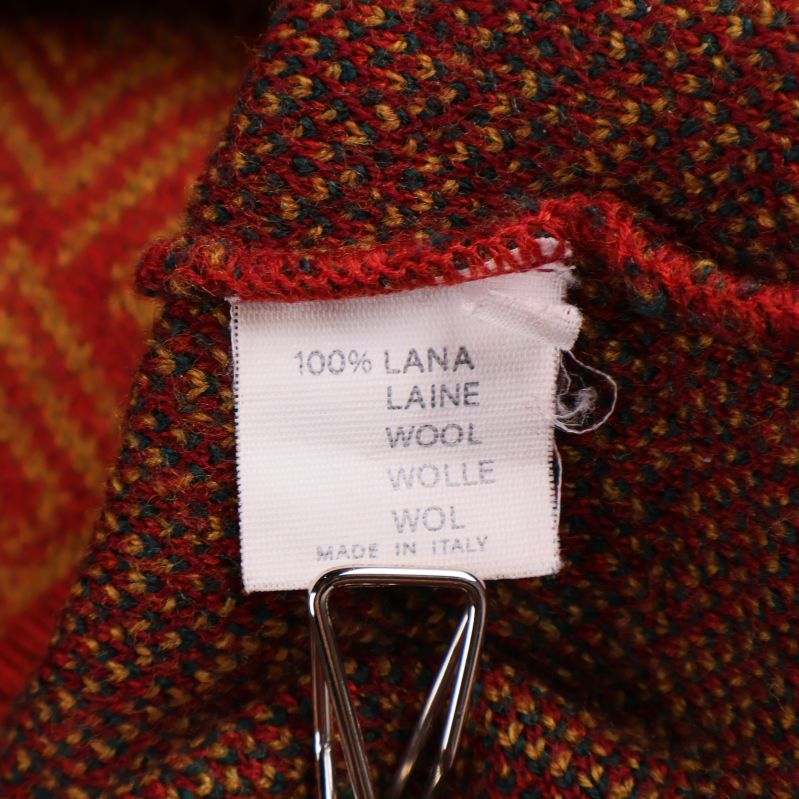 100% LANA
LAINE
WOOL
WOLLE
WOL
MADE IN ITALY